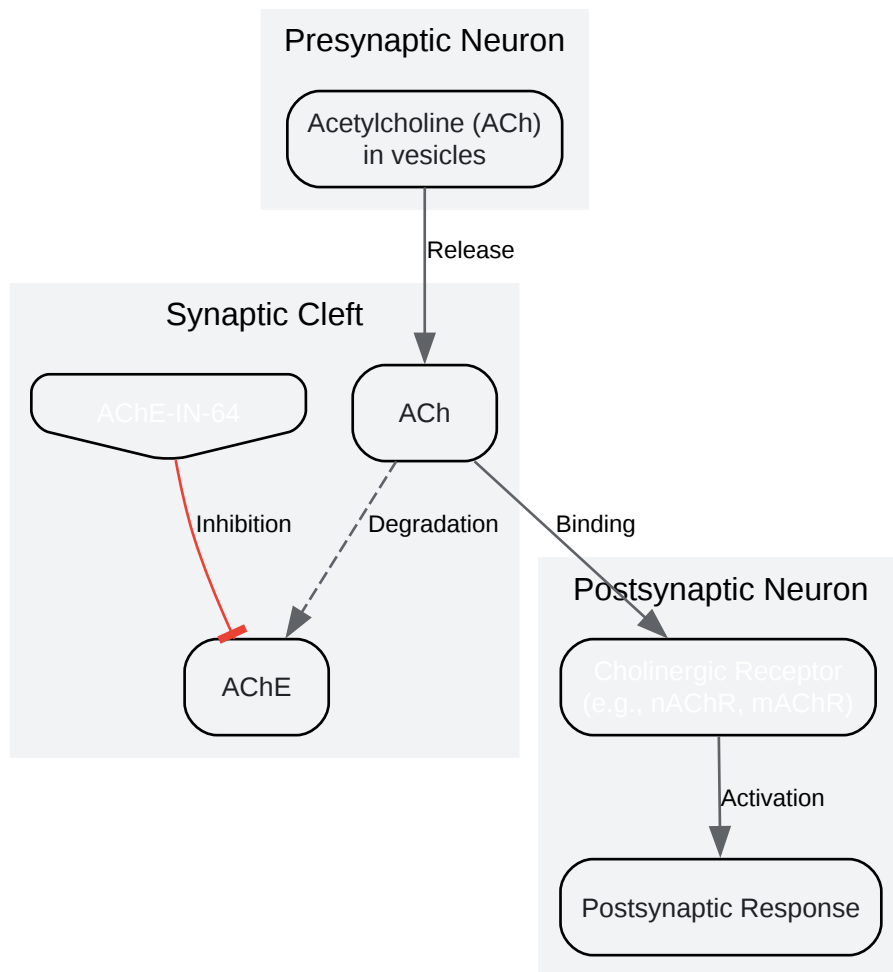 Presynaptic Neuron
Acetylcholine (ACh)
in vesicles
Release
Synaptic Cleft
AChE-IN-64
ACh
Inhibition
Degradation
Binding
AChE
Postsynaptic Neuron
Cholinergic Receptor
(e.g., nAChR, mAChR)
Activation
Postsynaptic Response